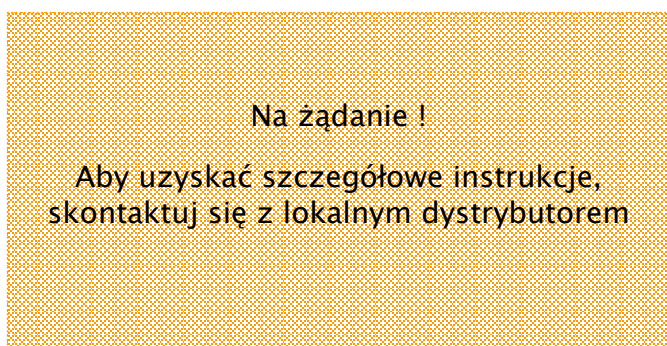 Na żądanie !
Aby uzyskać szczegółowe instrukcje,
skontaktuj się z lokalnym dystrybutorem